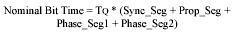 Nominal Bit Time = TQ * (Sync_Seg + Prop_Seg +
Phase_Seg1 + Phase_Seg2)